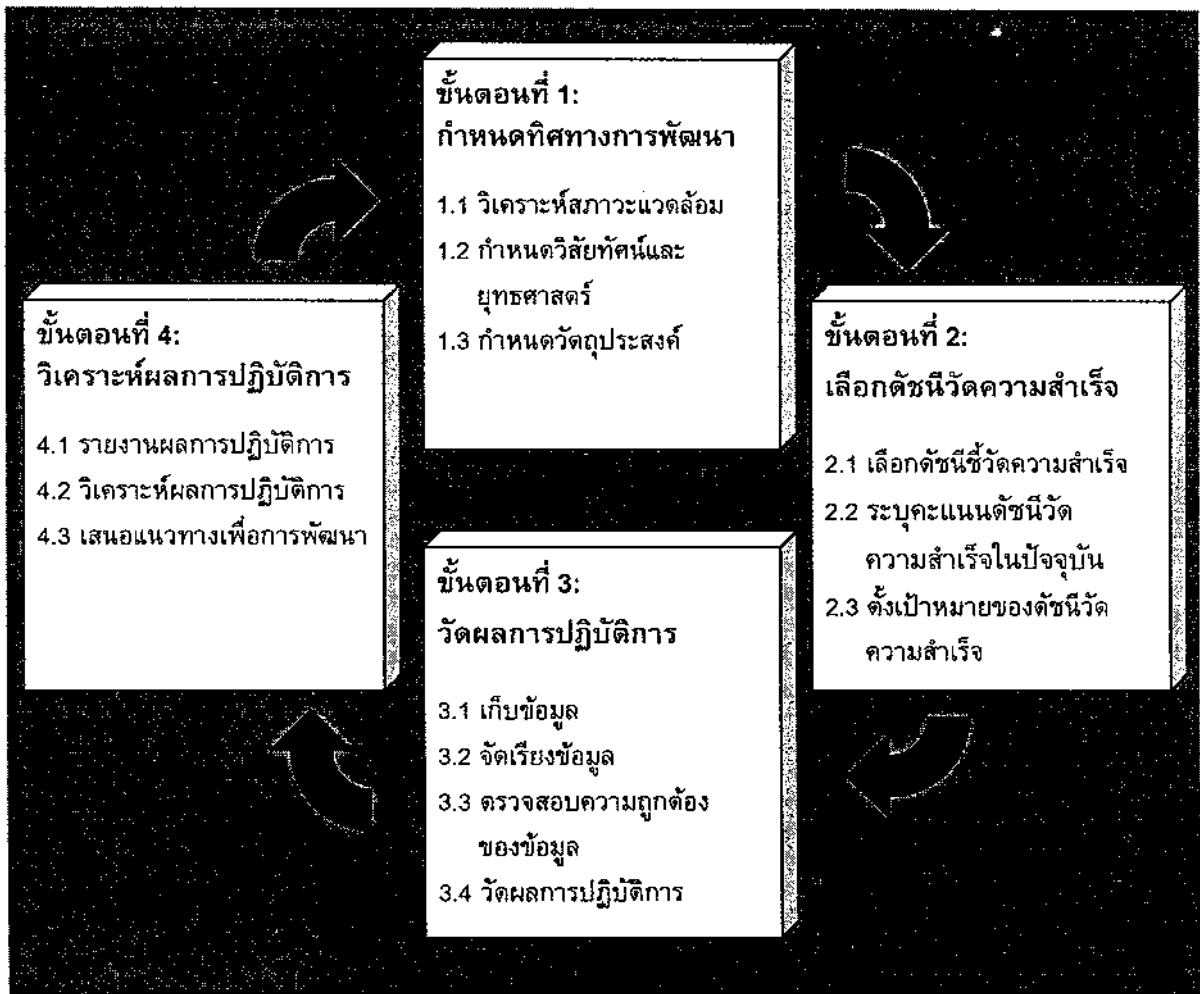 ขั้นตอนที่ 1:
กำหนดทิศทางการพัฒนา
1.1 วิเคราะห์สภาวะแวดล้อม
1.2 กำหนดวิสัยทัศน์และ
ยุทธศาสตร์
1.3 กำหนดวัตถุประสงค์
ขั้นตอนที่ 2:
เลือกดัชนีวัดความสำเร็จ
2.1 เลือกดัชนีชี้วัดความสำเร็จ
2.2 ระบุคะแนนดัชนีวัด
ความสำเร็จในปัจจุบัน
2.3 ตั้งเป้าหมายของดัชนีวัด
ความสำเร็จ
ขั้นตอนที่ 3:
วัดผลการปฏิบัติการ
3.1 เก็บข้อมูล
3.2 จัดเรียงข้อมูล
3.3 ตรวจสอบความถูกต้อง
ของข้อมูล
3.4 วัดผลการปฏิบัติการ
ขั้นตอนที่ 4:
วิเคราะห์ผลการปฏิบัติการ
4.1 รายงานผลการปฏิบัติการ
4.2 วิเคราะห์ผลการปฏิบัติการ
4.3 เสนอแนวทางเพื่อการพัฒนา